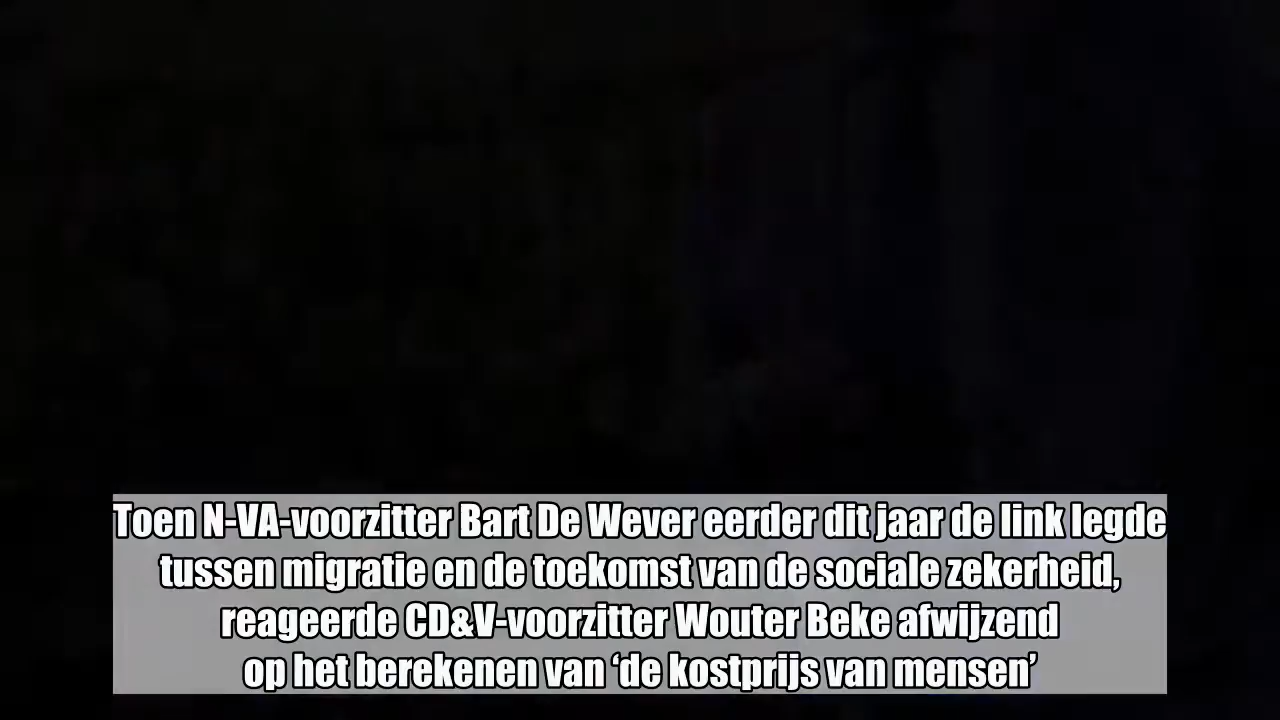 Toen N-VA-voorzitter Bart De Wever eerder dit jaar de link legde
tussen migratie en de toekomst van de sociale zekerheid,
reageerde CD&V-voorzitter Wouter Beke afwijzend
op het berekenen van ‘de kostprijs van mensen’